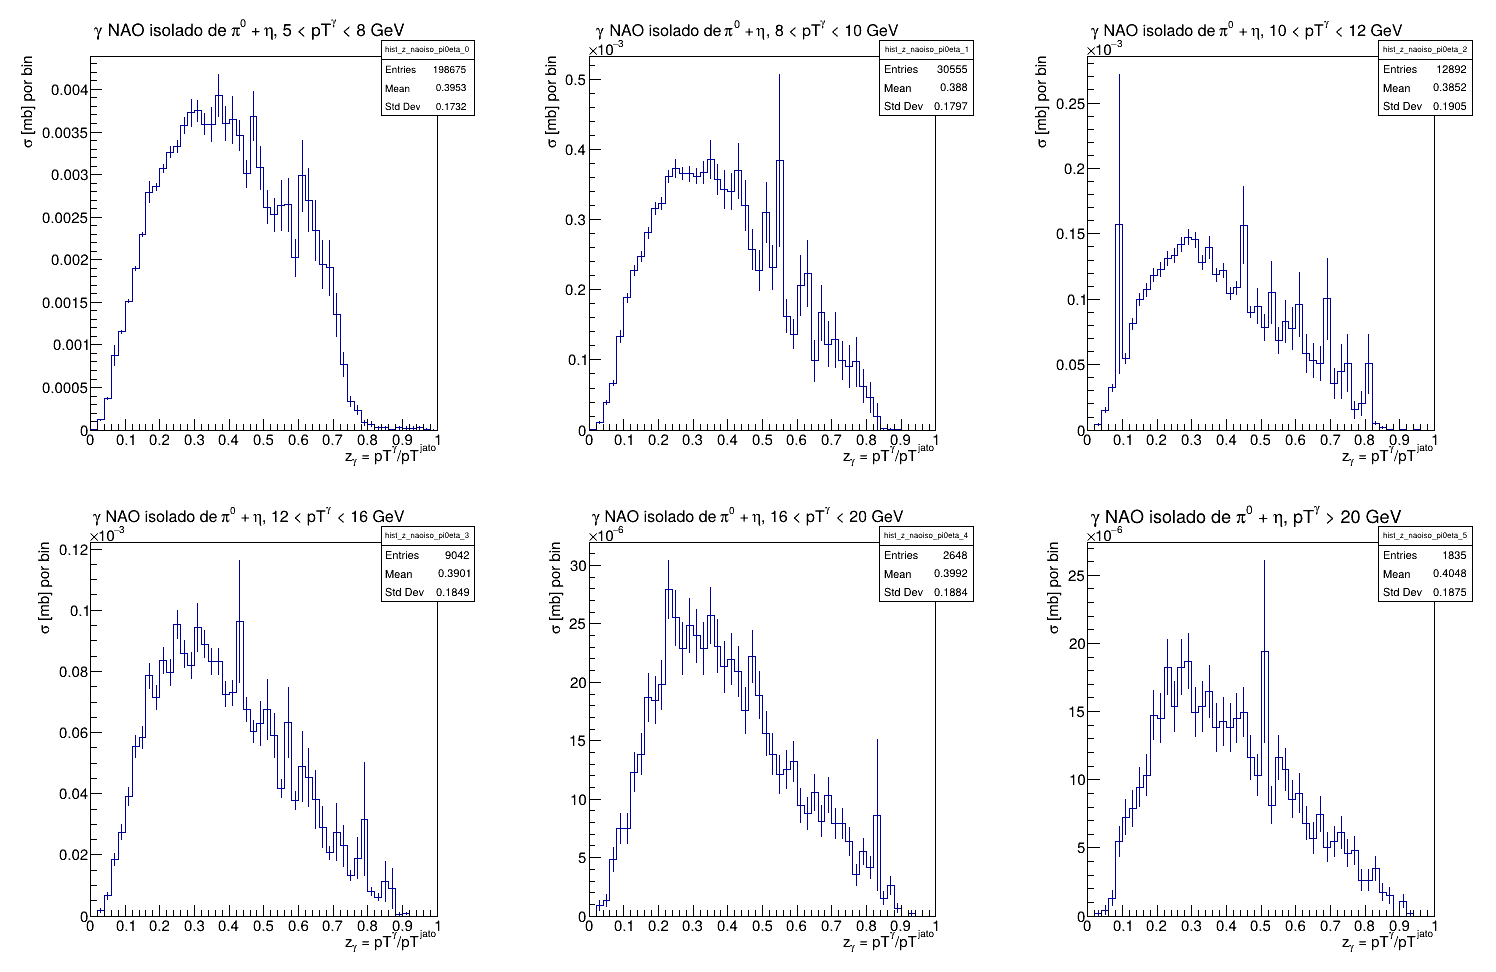 γ NAO isolado de π⁰ + η, 5 < pTᵞ < 8 GeV
hist_z_naoiso_pi0eta_0
Entries 198675
Mean 0.3953
Std Dev 0.1732
σ [mb] por bin
0.004
0.0035
0.003
0.0025
0.002
0.0015
0.001
0.0005
0
0 0.1 0.2 0.3 0.4 0.5 0.6 0.7 0.8 0.9 1
zᵧ = pTᵞ/pTʲᵃᵗᵒ
γ NAO isolado de π⁰ + η, 8 < pTᵞ < 10 GeV
×10⁻³
hist_z_naoiso_pi0eta_1
Entries 30555
Mean 0.388
Std Dev 0.1797
σ [mb] por bin
0.5
0.4
0.3
0.2
0.1
0
0 0.1 0.2 0.3 0.4 0.5 0.6 0.7 0.8 0.9 1
zᵧ = pTᵞ/pTʲᵃᵗᵒ
γ NAO isolado de π⁰ + η, 10 < pTᵞ < 12 GeV
×10⁻³
hist_z_naoiso_pi0eta_2
Entries 12892
Mean 0.3852
Std Dev 0.1905
σ [mb] por bin
0.25
0.2
0.15
0.1
0.05
0
0 0.1 0.2 0.3 0.4 0.5 0.6 0.7 0.8 0.9 1
zᵧ = pTᵞ/pTʲᵃᵗᵒ
γ NAO isolado de π⁰ + η, 12 < pTᵞ < 16 GeV
×10⁻³
hist_z_naoiso_pi0eta_3
Entries 9042
Mean 0.3901
Std Dev 0.1849
σ [mb] por bin
0.12
0.1
0.08
0.06
0.04
0.02
0
0 0.1 0.2 0.3 0.4 0.5 0.6 0.7 0.8 0.9 1
zᵧ = pTᵞ/pTʲᵃᵗᵒ
γ NAO isolado de π⁰ + η, 16 < pTᵞ < 20 GeV
×10⁻⁶
hist_z_naoiso_pi0eta_4
Entries 2648
Mean 0.3992
Std Dev 0.1884
σ [mb] por bin
30
25
20
15
10
5
0
0 0.1 0.2 0.3 0.4 0.5 0.6 0.7 0.8 0.9 1
zᵧ = pTᵞ/pTʲᵃᵗᵒ
γ NAO isolado de π⁰ + η, pTᵞ > 20 GeV
×10⁻⁶
hist_z_naoiso_pi0eta_5
Entries 1835
Mean 0.4048
Std Dev 0.1875
σ [mb] por bin
25
20
15
10
5
0
0 0.1 0.2 0.3 0.4 0.5 0.6 0.7 0.8 0.9 1
zᵧ = pTᵞ/pTʲᵃᵗᵒ